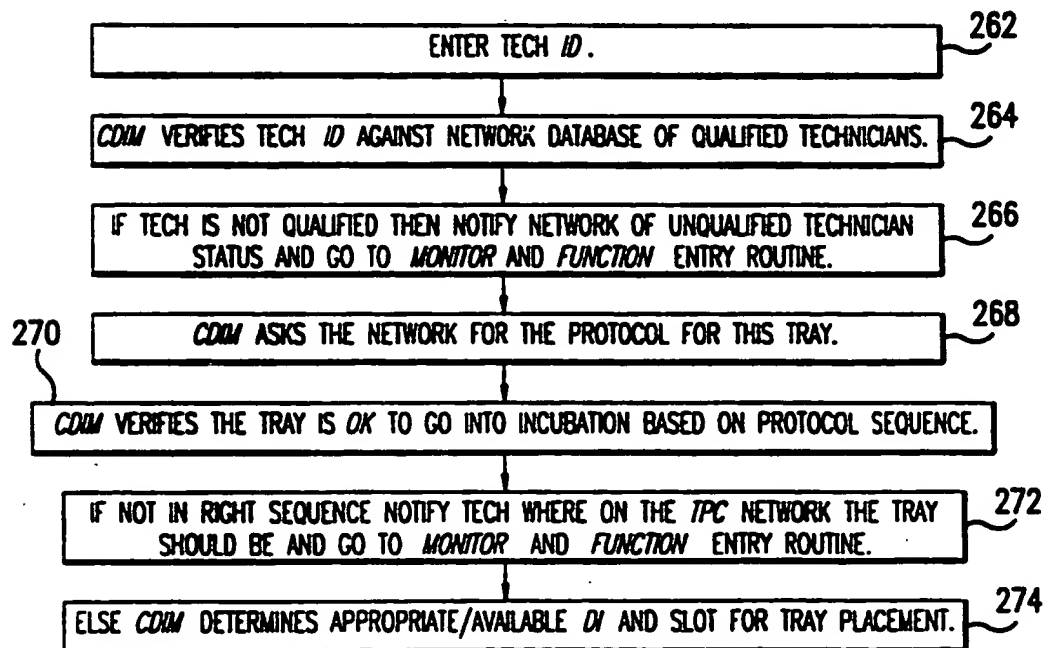 ENTER TECH ID. 262
CDIM VERIFIES TECH ID AGAINST NETWORK DATABASE OF QUALIFIED TECHNICIANS. 264
IF TECH IS NOT QUALIFIED THEN NOTIFY NETWORK OF UNQUALIFIED TECHNICIAN 266
STATUS AND GO TO MONITOR AND FUNCTION ENTRY ROUTINE.
CDIM ASKS THE NETWORK FOR THE PROTOCOL FOR THIS TRAY. 268
270
CDIM VERIFIES THE TRAY IS OK TO GO INTO INCUBATION BASED ON PROTOCOL SEQUENCE.
IF NOT IN RIGHT SEQUENCE NOTIFY TECH WHERE ON THE TPC NETWORK THE TRAY 272
SHOULD BE AND GO TO MONITOR AND FUNCTION ENTRY ROUTINE.
ELSE CDIM DETERMINES APPROPRIATE/AVAILABLE DI AND SLOT FOR TRAY PLACEMENT. 274